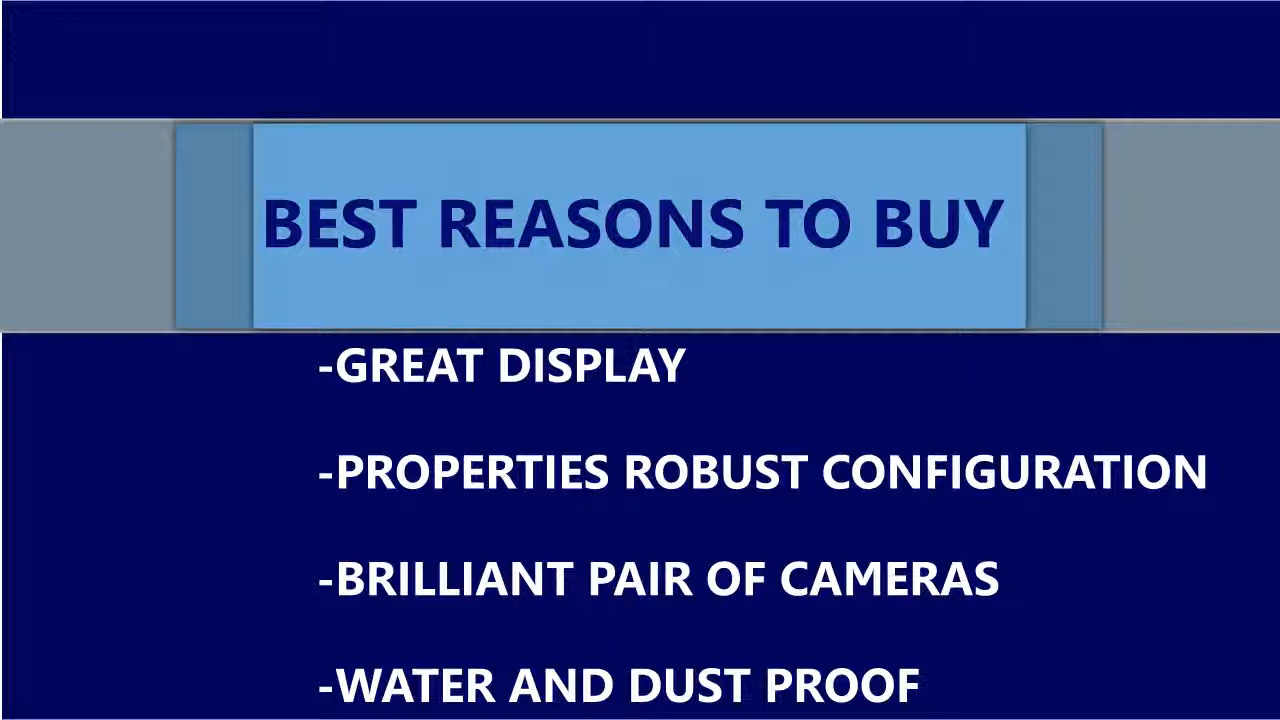 BEST REASONS TO BUY
-GREAT DISPLAY
-PROPERTIES ROBUST CONFIGURATION
-BRILLIANT PAIR OF CAMERAS
-WATER AND DUST PROOF